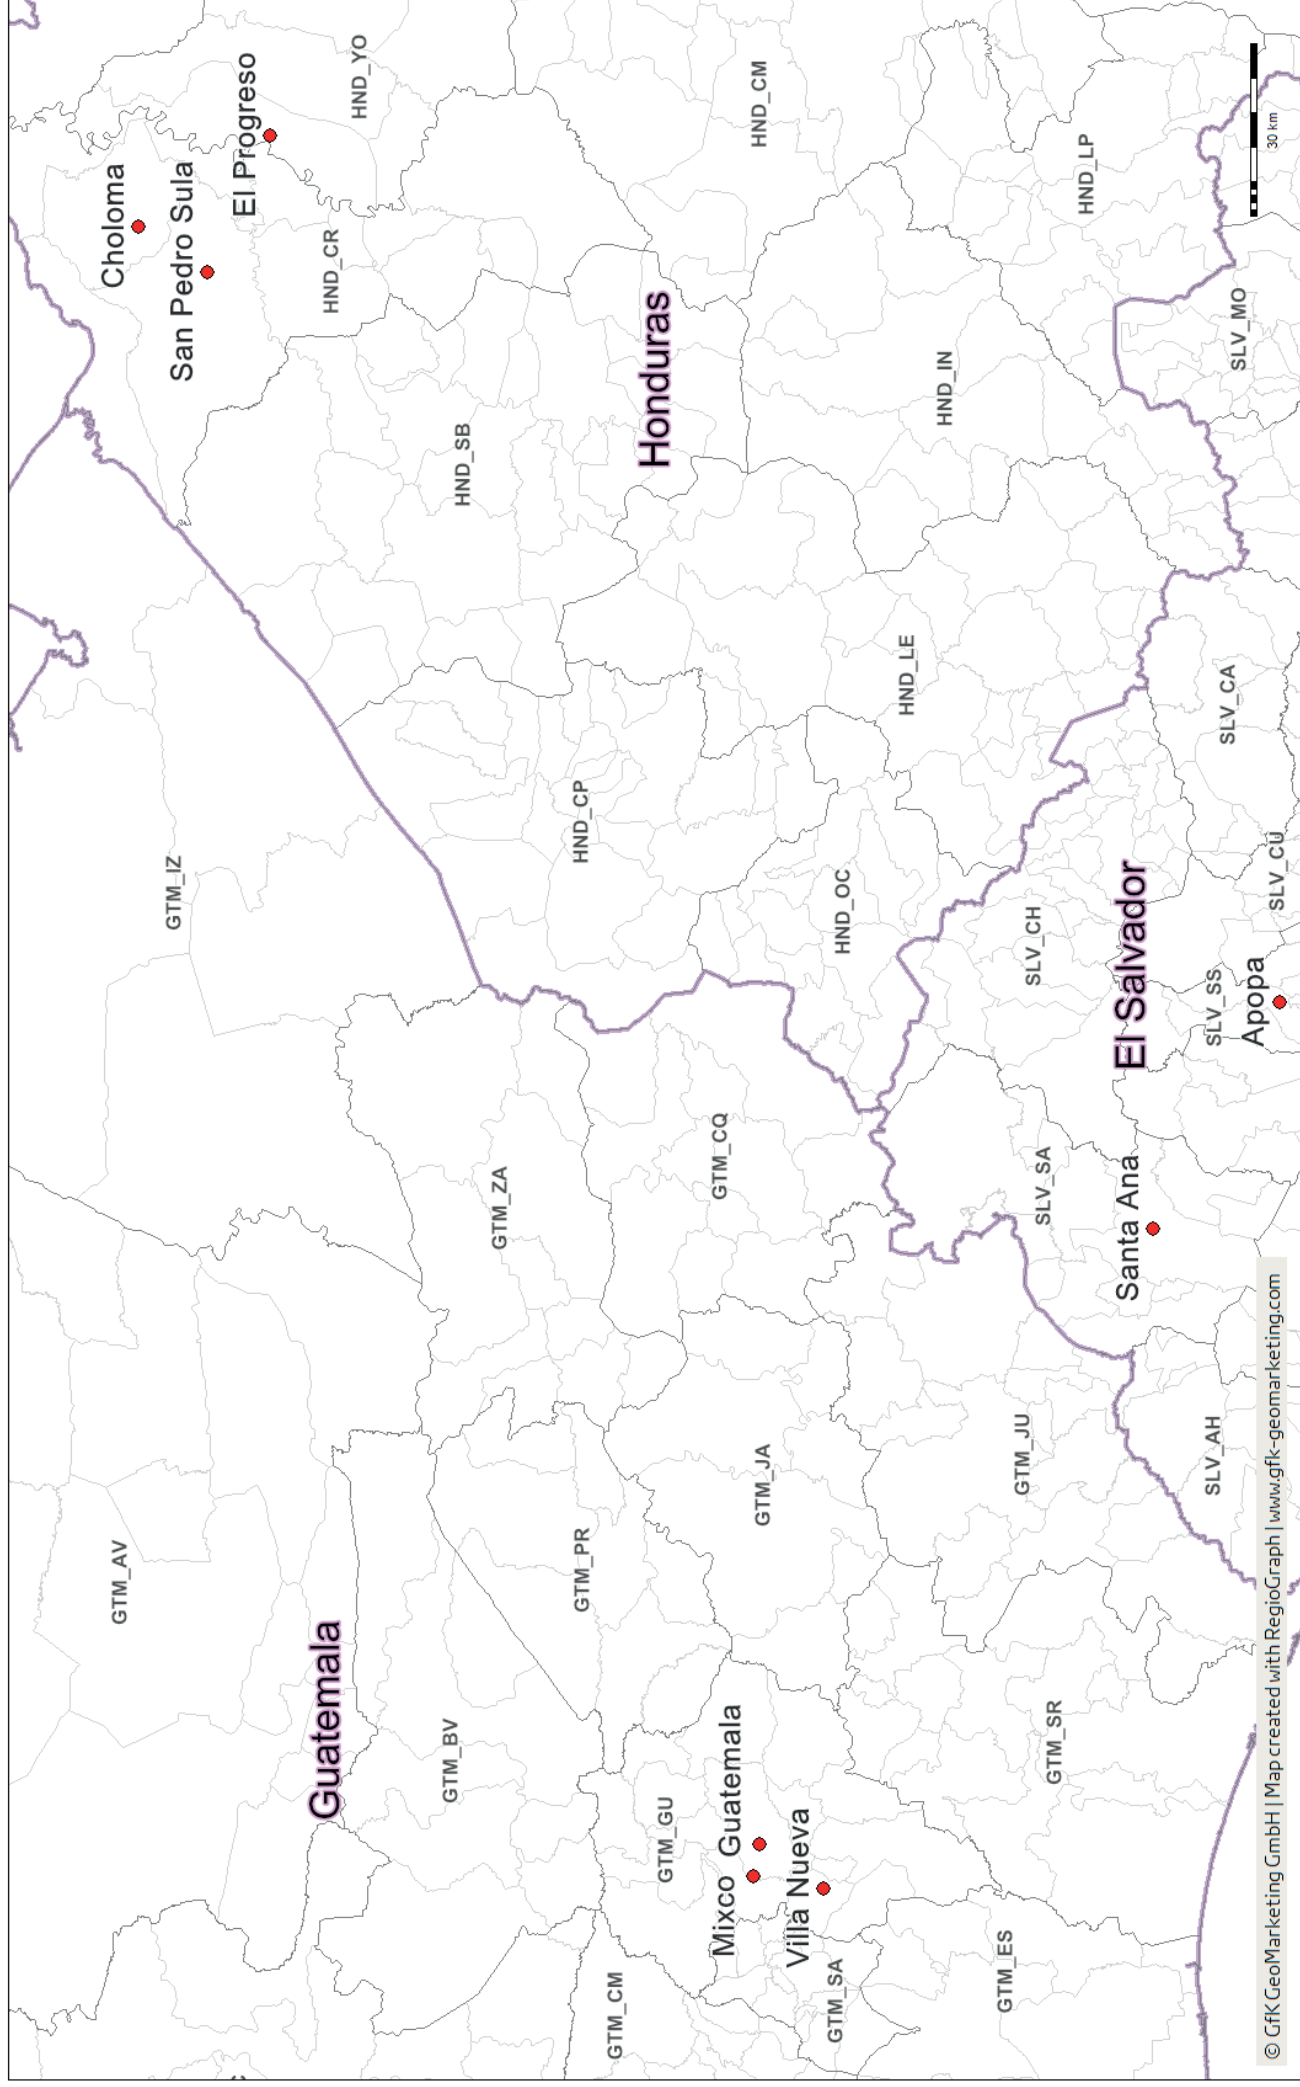 Choloma
San Pedro Sula
El Progreso
HND_YO
HND_CR
GTM_IZ
HND_SB
GTM_AV
Guatemala
HND_CP
Honduras
HND_CM
GTM_ZA
GTM_BV
GTM_PR
GTM_CQ
HND_OC
HND_LE
HND_IN
HND_LP
GTM_CM
GTM_GU
Mixco
Guatemala
Villa Nueva
GTM_JA
GTM_SA
GTM_ES
GTM_SR
GTM_JU
SLV_SA
Santa Ana
SLV_CH
El Salvador
SLV_AH
SLV_SS
Apopa
SLV_CU
SLV_CA
SLV_MO
30 km
© GfK GeoMarketing GmbH | Map created with RegioGraph | www.gfk-geomarketing.com